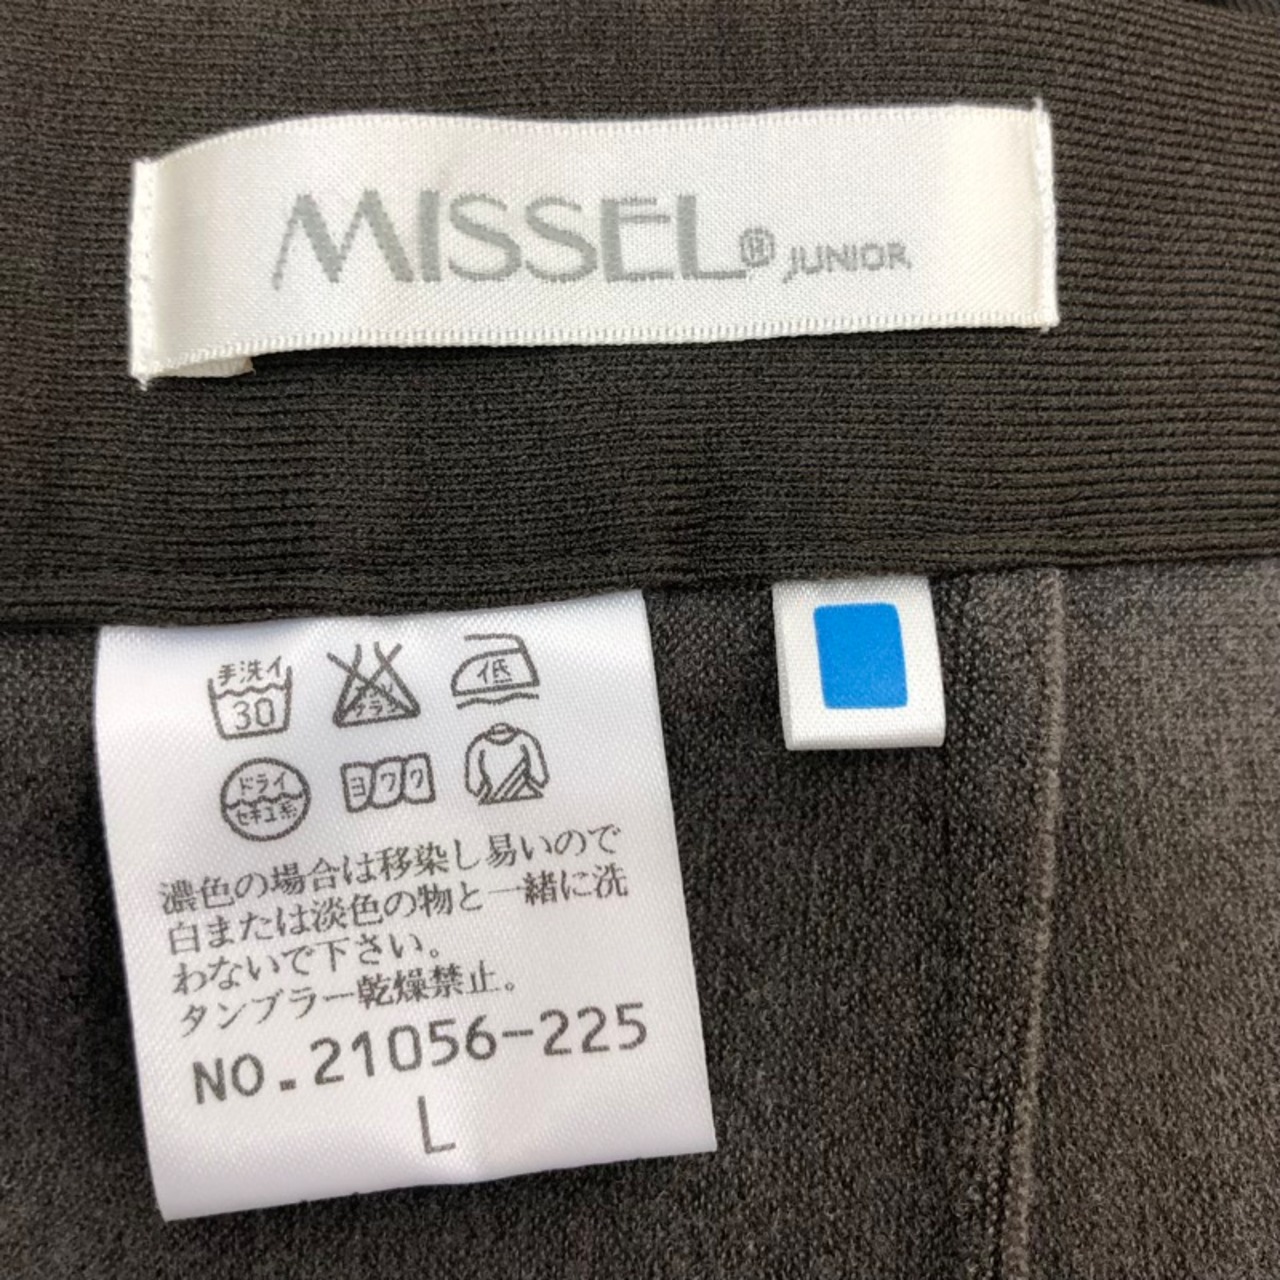 MISSEL® JUNIOR
手洗イ
30
低
ドライ
セキユ系
ヨワク
濃色の場合は移染し易いので
白または淡色の物と一緒に洗
わないで下さい。
タンブラー乾燥禁止。
NO.21056-225
L